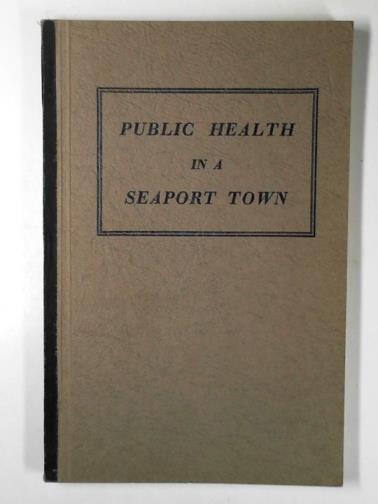 PUBLIC HEALTH
IN A
SEAPORT TOWN